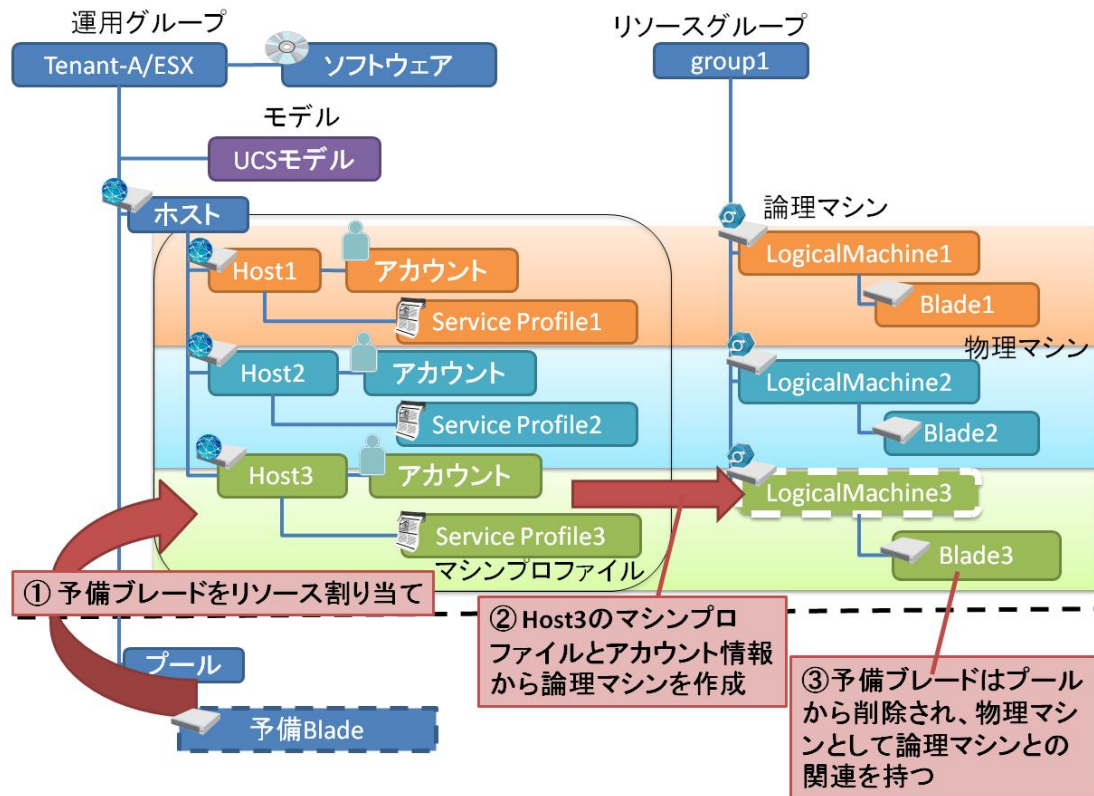 運用グループ
リソースグループ
Tenant-A/ESX
ソフトウェア
group1
モデル
UCSモデル
ホスト
論理マシン
Host1
アカウント
LogicalMachine1
Service Profile1
Blade1
物理マシン
Host2
アカウント
LogicalMachine2
Service Profile2
Blade2
Host3
アカウント
LogicalMachine3
Service Profile3
Blade3
マシンプロファイル
① 予備ブレードをリソース割り当て
② Host3のマシンプロ
ファイルとアカウント情報
から論理マシンを作成
③予備ブレードはプール
から削除され、物理マシ
ンとして論理マシンとの
関連を持つ
プール
予備Blade